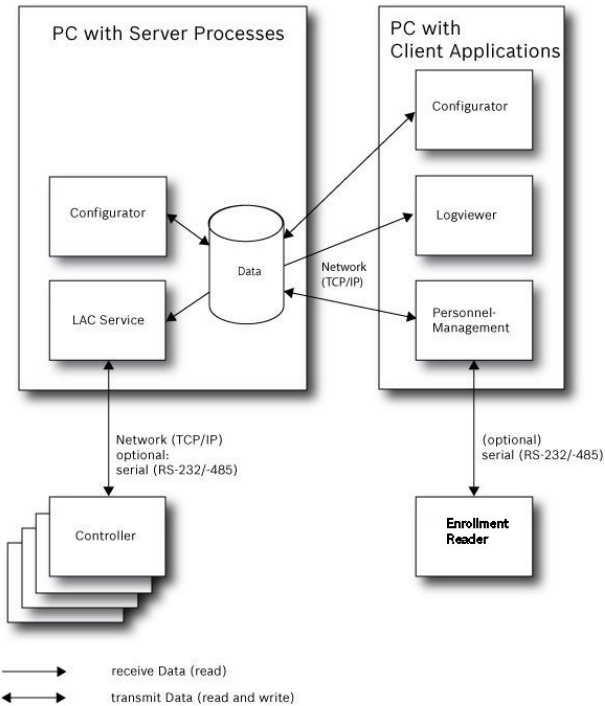 PC with Server Processes
PC with
Client Applications
Configurator
Configurator
Logviewer
Data
Network
(TCP/IP)
LAC Service
Personnel-
Management
Network (TCP/IP)
optional:
serial (RS-232/-485)
(optional)
serial (RS-232/-485)
Controller
Enrollment
Reader
receive Data (read)
transmit Data (read and write)